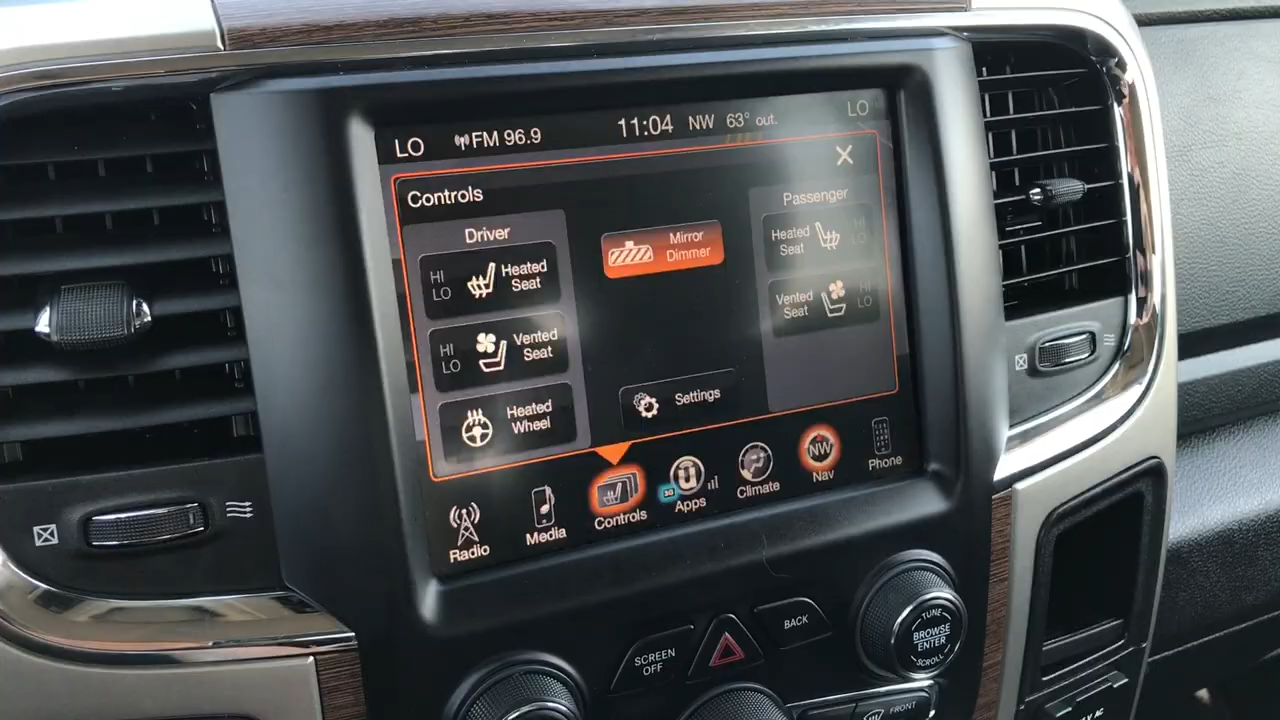 LO FM 96.9 11:04 NW 63° out. LO
Controls
Driver
HI
LO
Heated
Seat
HI
LO
Vented
Seat
Heated
Wheel
Mirror
Dimmer
Settings
Passenger
Heated
Seat
HI
LO
Vented
Seat
HI
LO
Radio
Media
Controls
3G
Apps
Climate
NW
Nav
Phone
SCREEN
OFF
BACK
TUNE
BROWSE
ENTER
SCROLL
FRONT